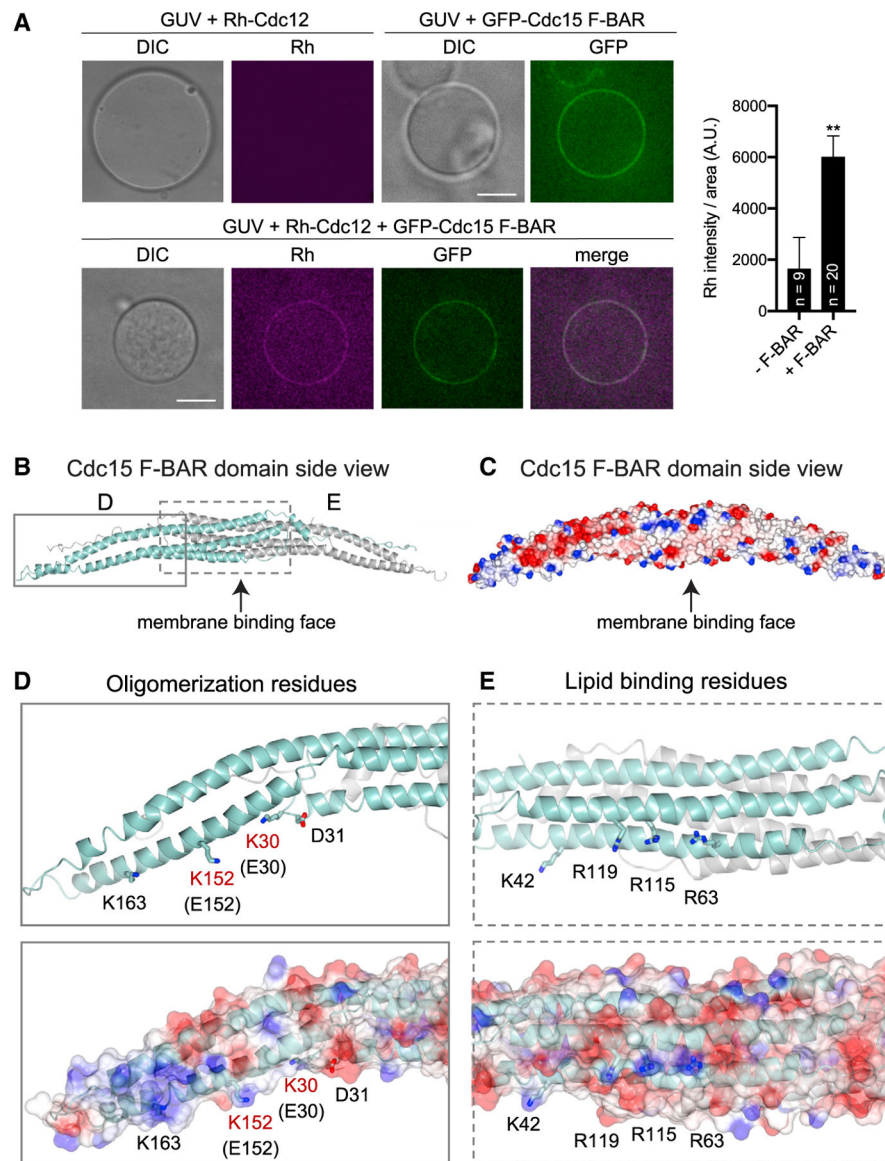 A
GUV + Rh-Cdc12
GUV + GFP-Cdc15 F-BAR
DIC
Rh
DIC
GFP
GUV + Rh-Cdc12 + GFP-Cdc15 F-BAR
DIC
Rh
GFP
merge
Rh intensity / area (A.U.)
8000
6000
4000
2000
0
**
n = 9
n = 20
- F-BAR
+ F-BAR
B
Cdc15 F-BAR domain side view
D
E
membrane binding face
C
Cdc15 F-BAR domain side view
membrane binding face
D
Oligomerization residues
K163
K152
(E152)
K30
(E30)
D31
K163
K152
(E152)
K30
(E30)
D31
E
Lipid binding residues
K42
R119
R115
R63
K42
R119
R115
R63